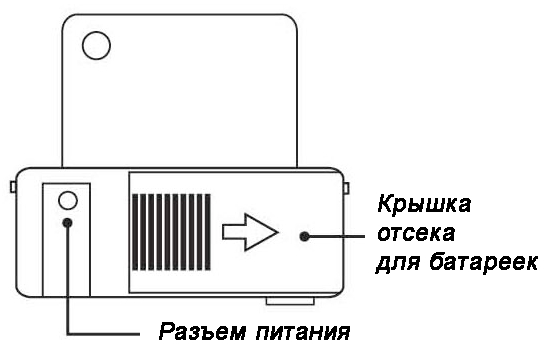 Крышка
отсека
для батареек
Разъем питания